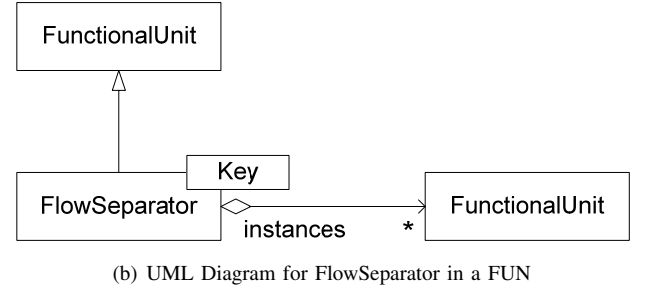 FunctionalUnit
Key
FlowSeparator
FunctionalUnit
instances
*
(b) UML Diagram for FlowSeparator in a FUN